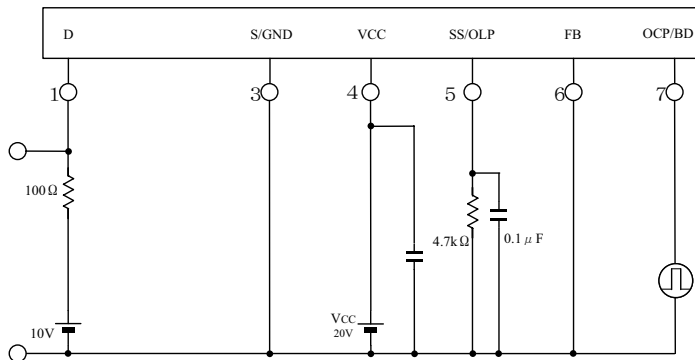 D S/GND VCC SS/OLP FB OCP/BD
1 3 4 5 6 7
100Ω
4.7kΩ 0.1μF
10V
VCC
20V